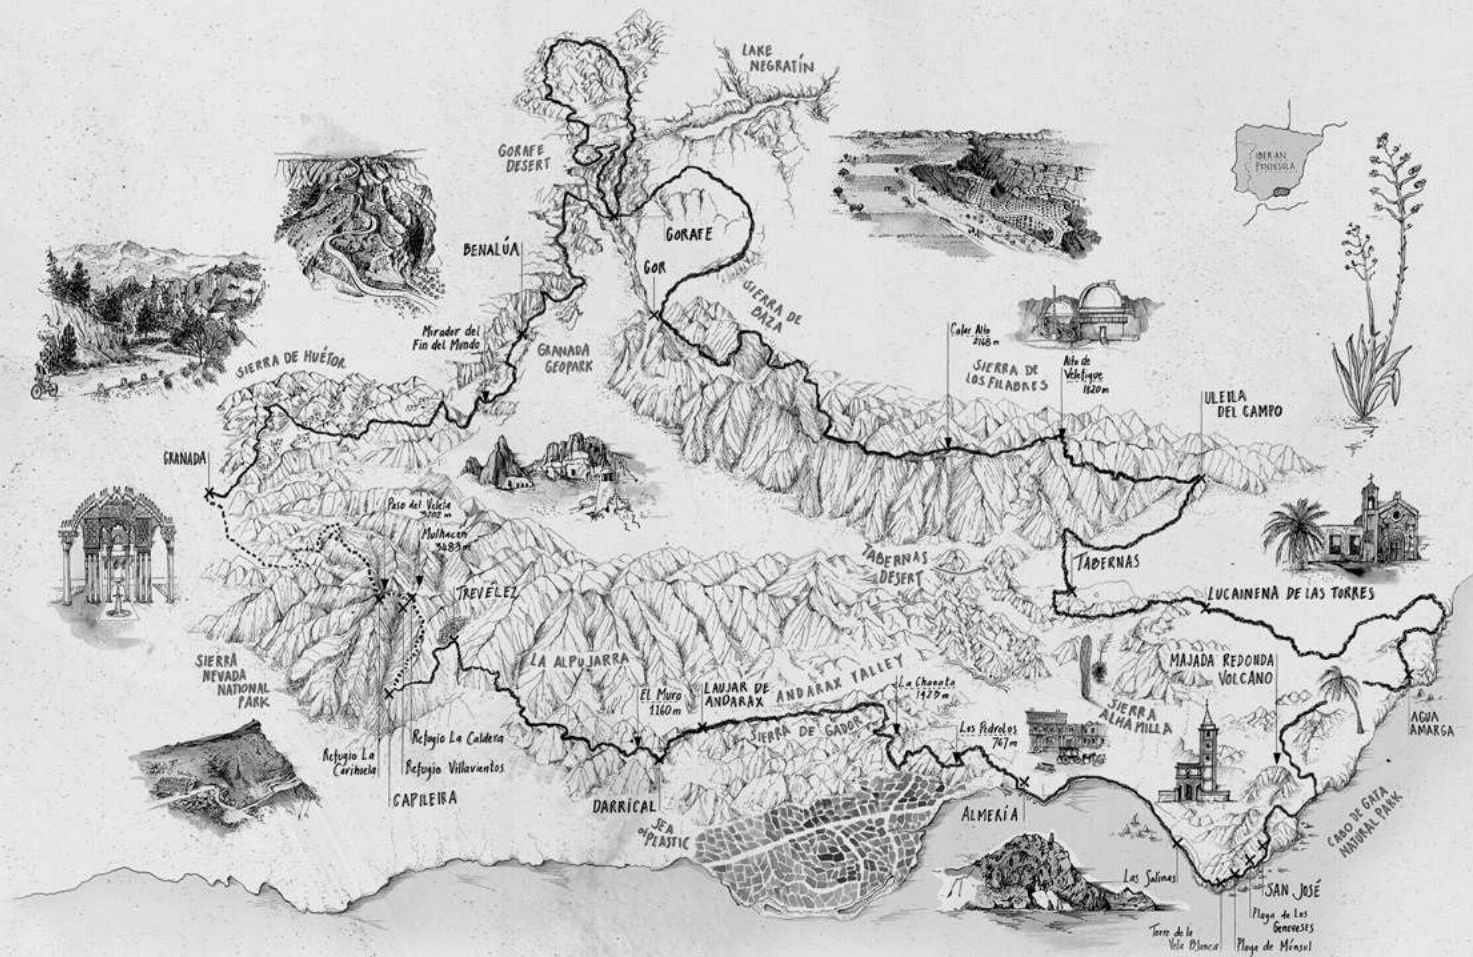 LAKE
NEGRATÍN
IBERIAN
PENINSULA
GORAFE
DESERT
GORAFE
BENALÚA
GOR
SIERRA DE
BAZA
Mirador del
Fin del Mundo
GRANADA
GEOPARK
SIERRA DE HUÉTOR
Calar Alto
2168 m
SIERRA DE
LOS FILABRES
Alto de
Velefique
1820 m
ULEILA
DEL CAMPO
GRANADA
Paso del Veleta
3202 m
Mulhacén
3483 m
TREVÉLEZ
TABERNAS
DESERT
TABERNAS
LUCAINENA DE LAS TORRES
SIERRA
NEVADA
NATIONAL
PARK
LA ALPUJARRA
El Muro
1160 m
LAUJAR DE
ANDARAX
ANDARAX VALLEY
La Chanata
SIERRA DE GADOR
Los Pedrolos
767 m
SIERRA
ALHAMILLA
MAJADA REDONDA
VOLCANO
AGUA
AMARGA
Refugio La
Carihuela
Refugio La Caldera
Refugio Villavientos
CAPILEIRA
DARRICAL
SEA
of PLASTIC
ALMERÍA
CABO DE GATA
NATURAL PARK
Las Salinas
SAN JOSÉ
Playa de Los
Genoveses
Torre de la
Vela Blanca
Playa de Mónsul